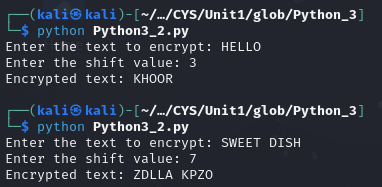 ┌──(kali㉿kali)-[~/…/CYS/Unit1/glob/Python_3]
└─$ python Python3_2.py
Enter the text to encrypt: HELLO
Enter the shift value: 3
Encrypted text: KHOOR
┌──(kali㉿kali)-[~/…/CYS/Unit1/glob/Python_3]
└─$ python Python3_2.py
Enter the text to encrypt: SWEET DISH
Enter the shift value: 7
Encrypted text: ZDLLA KPZO